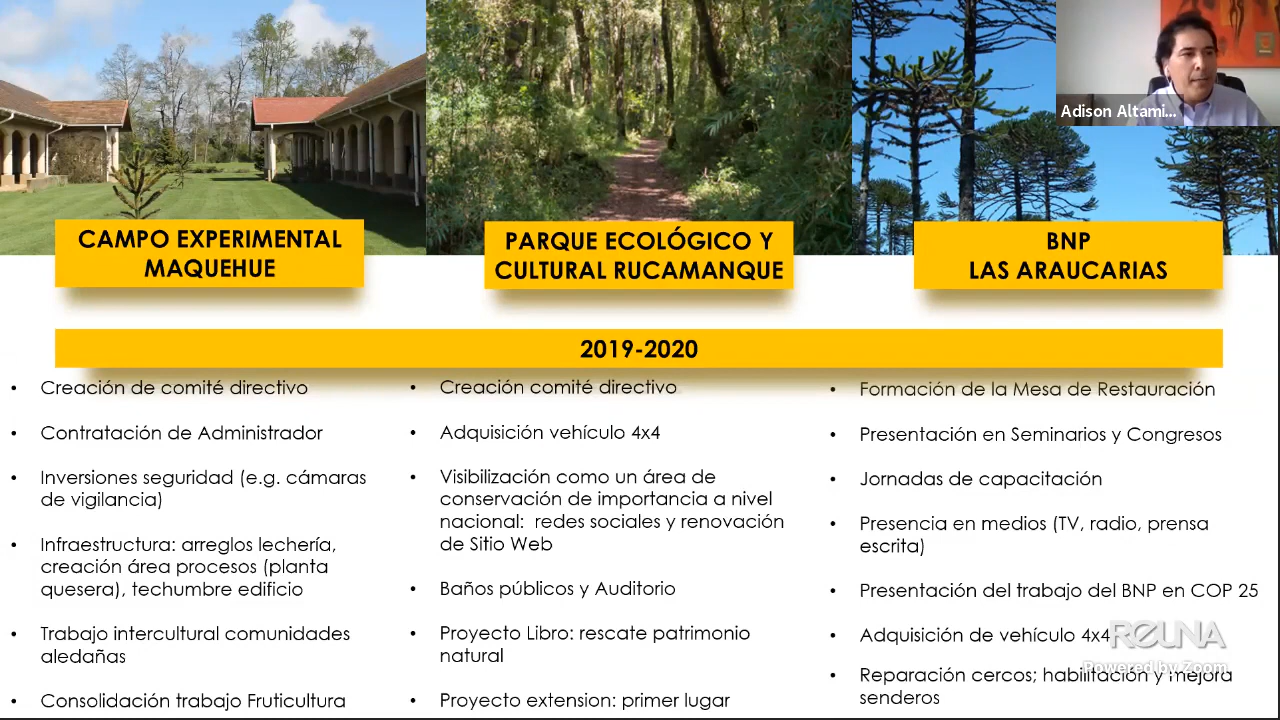 Adison Altami...
CAMPO EXPERIMENTAL
MAQUEHUE
PARQUE ECOLÓGICO Y
CULTURAL RUCAMANQUE
BNP
LAS ARAUCARIAS
2019-2020
• Creación de comité directivo
• Contratación de Administrador
• Inversiones seguridad (e.g. cámaras
de vigilancia)
• Infraestructura: arreglos lechería,
creación área procesos (planta
quesera), techumbre edificio
• Trabajo intercultural comunidades
aledañas
• Consolidación trabajo Fruticultura
• Creación comité directivo
• Adquisición vehículo 4x4
• Visibilización como un área de
conservación de importancia a nivel
nacional: redes sociales y renovación
de Sitio Web
• Baños públicos y Auditorio
• Proyecto Libro: rescate patrimonio
natural
• Proyecto extension: primer lugar
• Formación de la Mesa de Restauración
• Presentación en Seminarios y Congresos
• Jornadas de capacitación
• Presencia en medios (TV, radio, prensa
escrita)
• Presentación del trabajo del BNP en COP 25
• Adquisición de vehículo 4x4
• Reparación cercos; habilitación y mejora
senderos
REUNA
Powered by Zoom